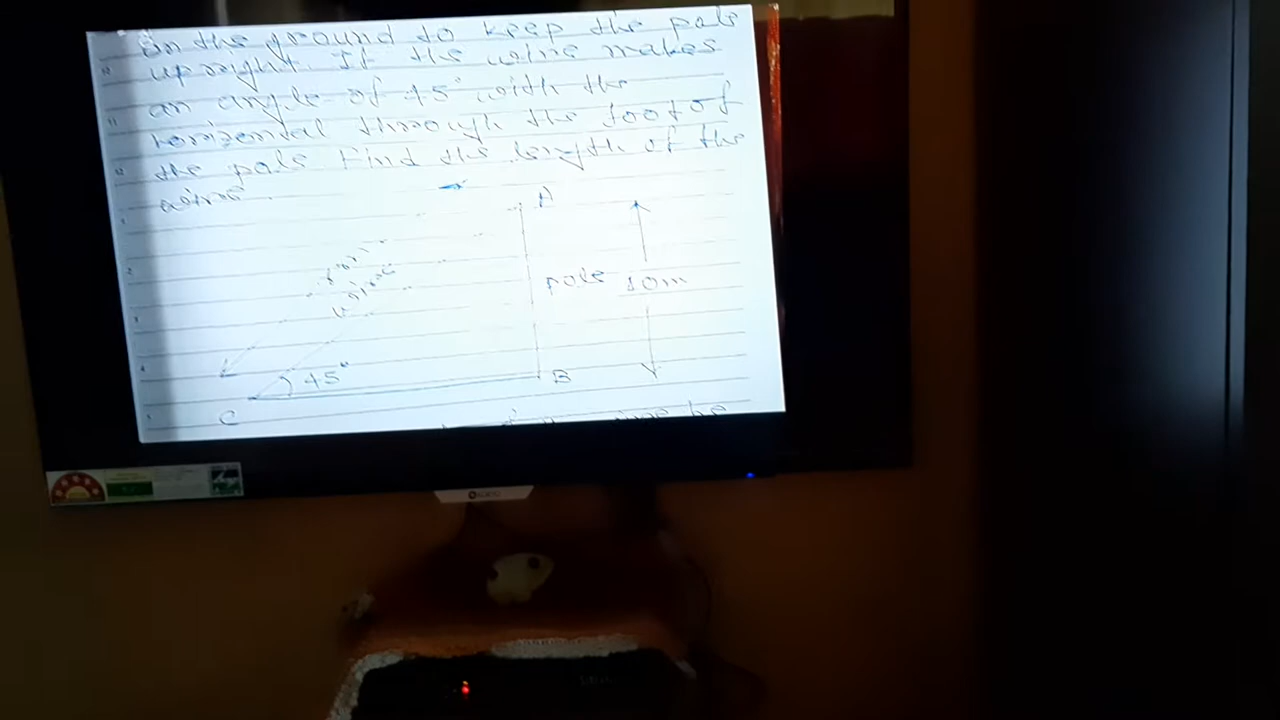 on the ground to keep the pole
upright. If the wire makes
an angle of 45° with the
horizontal through the foot of
the pole Find the length of the
wire.
A
pole 10m
45°
B
C